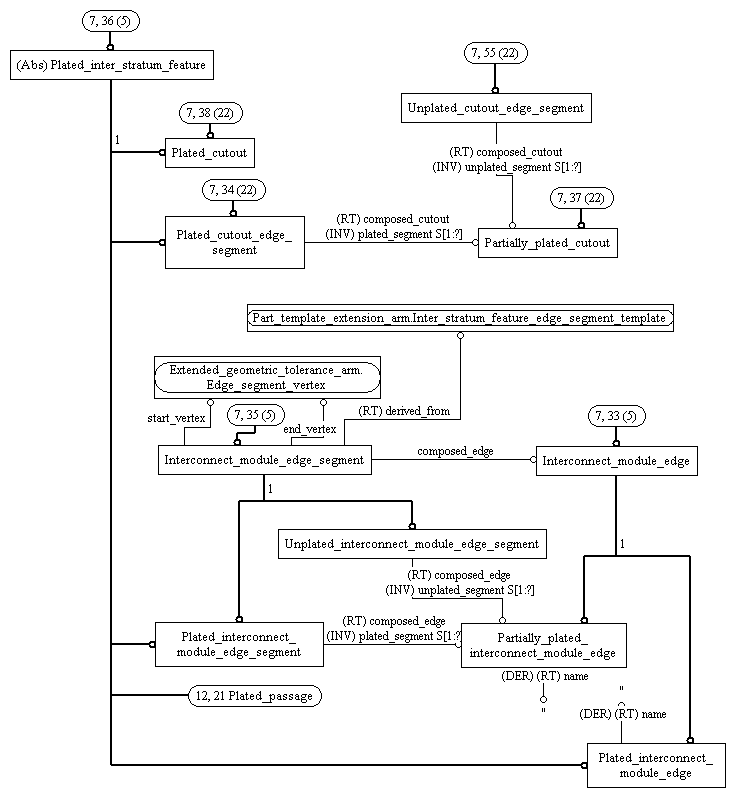 7, 36 (5)
(Abs) Plated_inter_stratum_feature
7, 55 (22)
Unplated_cutout_edge_segment
7, 38 (22)
1
Plated_cutout
(RT) composed_cutout
(INV) unplated_segment S[1:?]
7, 34 (22)
7, 37 (22)
Plated_cutout_edge_
segment
(RT) composed_cutout
(INV) plated_segment S[1:?]
Partially_plated_cutout
Part_template_extension_arm.Inter_stratum_feature_edge_segment_template
Extended_geometric_tolerance_arm.
Edge_segment_vertex
start_vertex
7, 35 (5)
end_vertex
(RT) derived_from
7, 33 (5)
Interconnect_module_edge_segment
composed_edge
Interconnect_module_edge
1
Unplated_interconnect_module_edge_segment
1
(RT) composed_edge
(INV) unplated_segment S[1:?]
Plated_interconnect_
module_edge_segment
(RT) composed_edge
(INV) plated_segment S[1:?]
Partially_plated_
interconnect_module_edge
(DER) (RT) name
12, 21 Plated_passage
''
''
(DER) (RT) name
Plated_interconnect_
module_edge